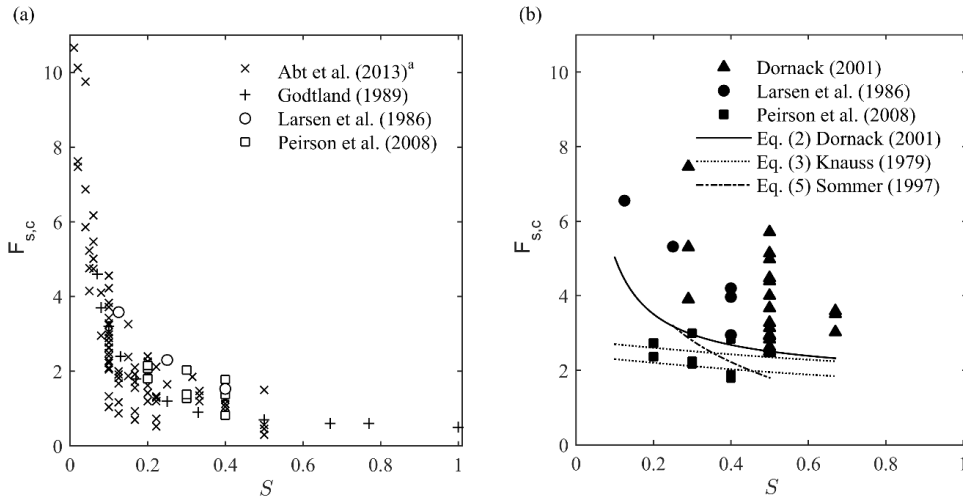 (a)
F s,c
10
8
6
4
2
0
0 0.2 0.4 0.6 0.8 1
S
Abt et al. (2013)a
Godtland (1989)
Larsen et al. (1986)
Peirson et al. (2008)
(b)
F s,c
10
8
6
4
2
0
0 0.2 0.4 0.6 0.8 1
S
Dornack (2001)
Larsen et al. (1986)
Peirson et al. (2008)
Eq. (2) Dornack (2001)
Eq. (3) Knauss (1979)
Eq. (5) Sommer (1997)